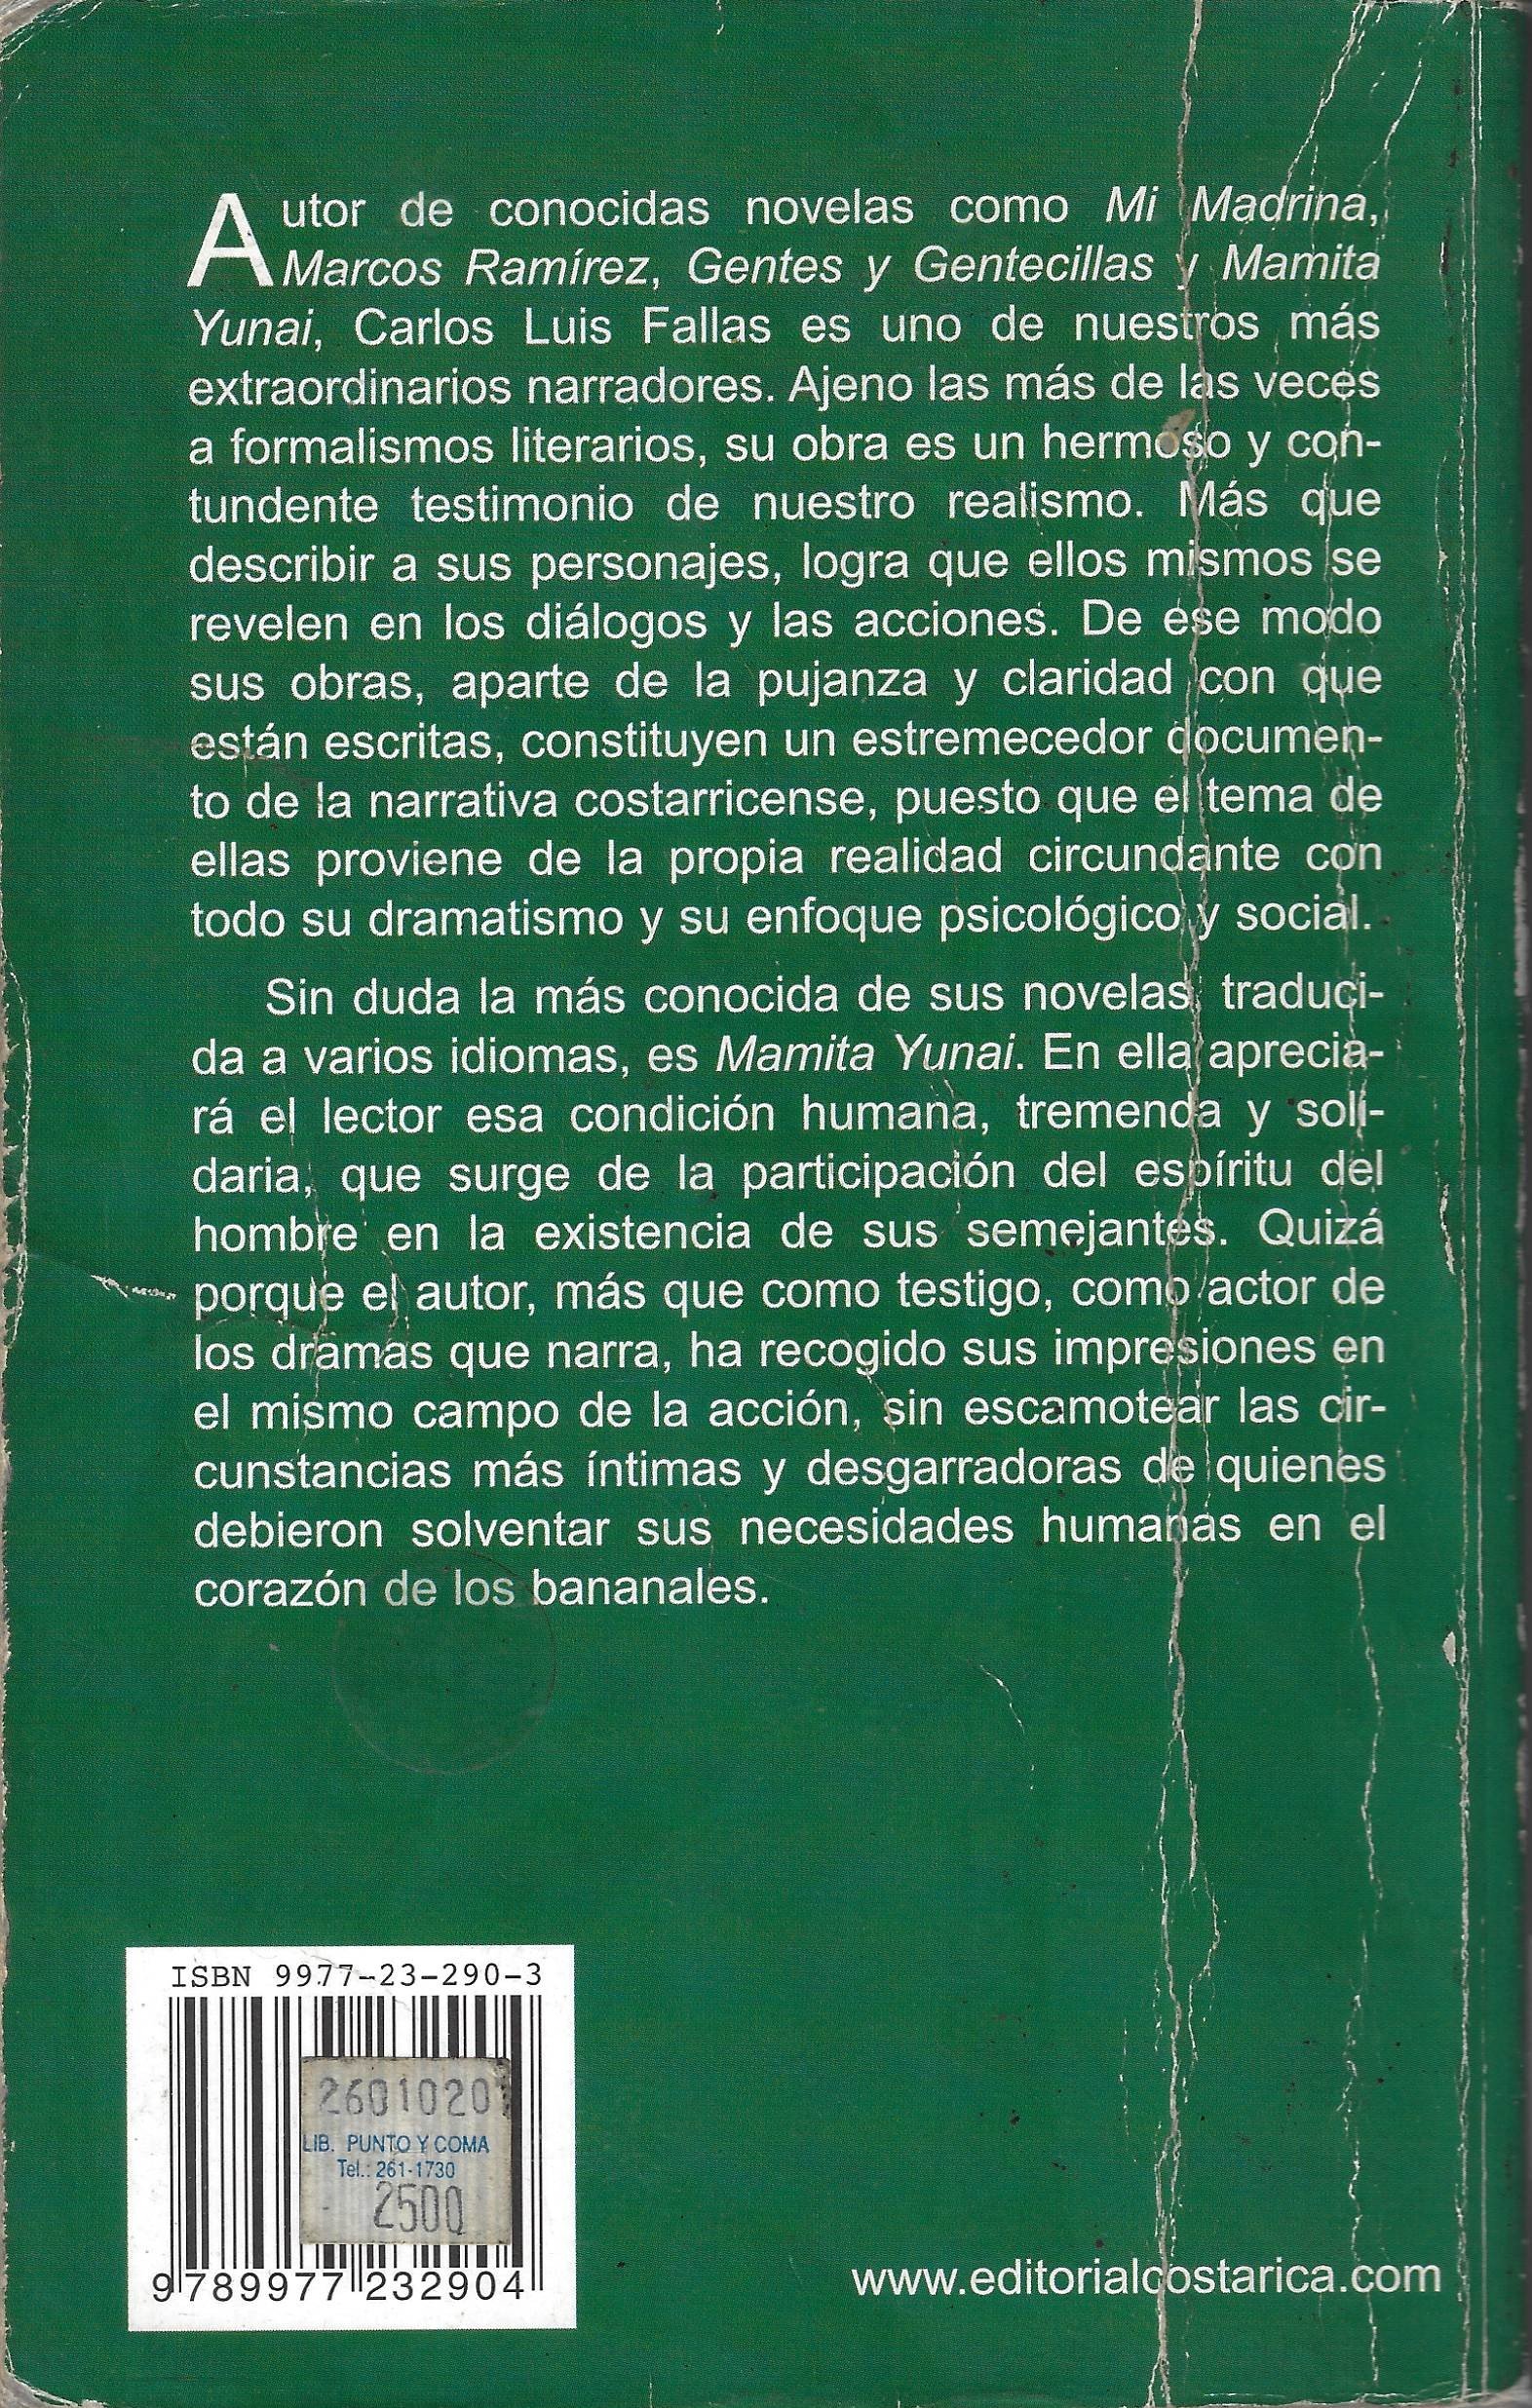 Autor de conocidas novelas como Mi Madrina,
Marcos Ramírez, Gentes y Gentecillas y Mamita
Yunai, Carlos Luis Fallas es uno de nuestros más
extraordinarios narradores. Ajeno las más de las veces
a formalismos literarios, su obra es un hermoso y con-
tundente testimonio de nuestro realismo. Más que
describir a sus personajes, logra que ellos mismos se
revelen en los diálogos y las acciones. De ese modo
sus obras, aparte de la pujanza y claridad con que
están escritas, constituyen un estremecedor documen-
to de la narrativa costarricense, puesto que el tema de
ellas proviene de la propia realidad circundante con
todo su dramatismo y su enfoque psicológico y social.
Sin duda la más conocida de sus novelas, traduci-
da a varios idiomas, es Mamita Yunai. En ella aprecia-
rá el lector esa condición humana, tremenda y soli-
daria, que surge de la participación del espíritu del
hombre en la existencia de sus semejantes. Quizá
porque el autor, más que como testigo, como actor de
los dramas que narra, ha recogido sus impresiones en
el mismo campo de la acción, sin escamotear las cir-
cunstancias más íntimas y desgarradoras de quienes
debieron solventar sus necesidades humanas en el
corazón de los bananales.
ISBN 9977-23-290-3
2601020
LIB. PUNTO Y COMA
Tel.: 261-1730
2500
9 789977 232904
www.editorialcostarica.com